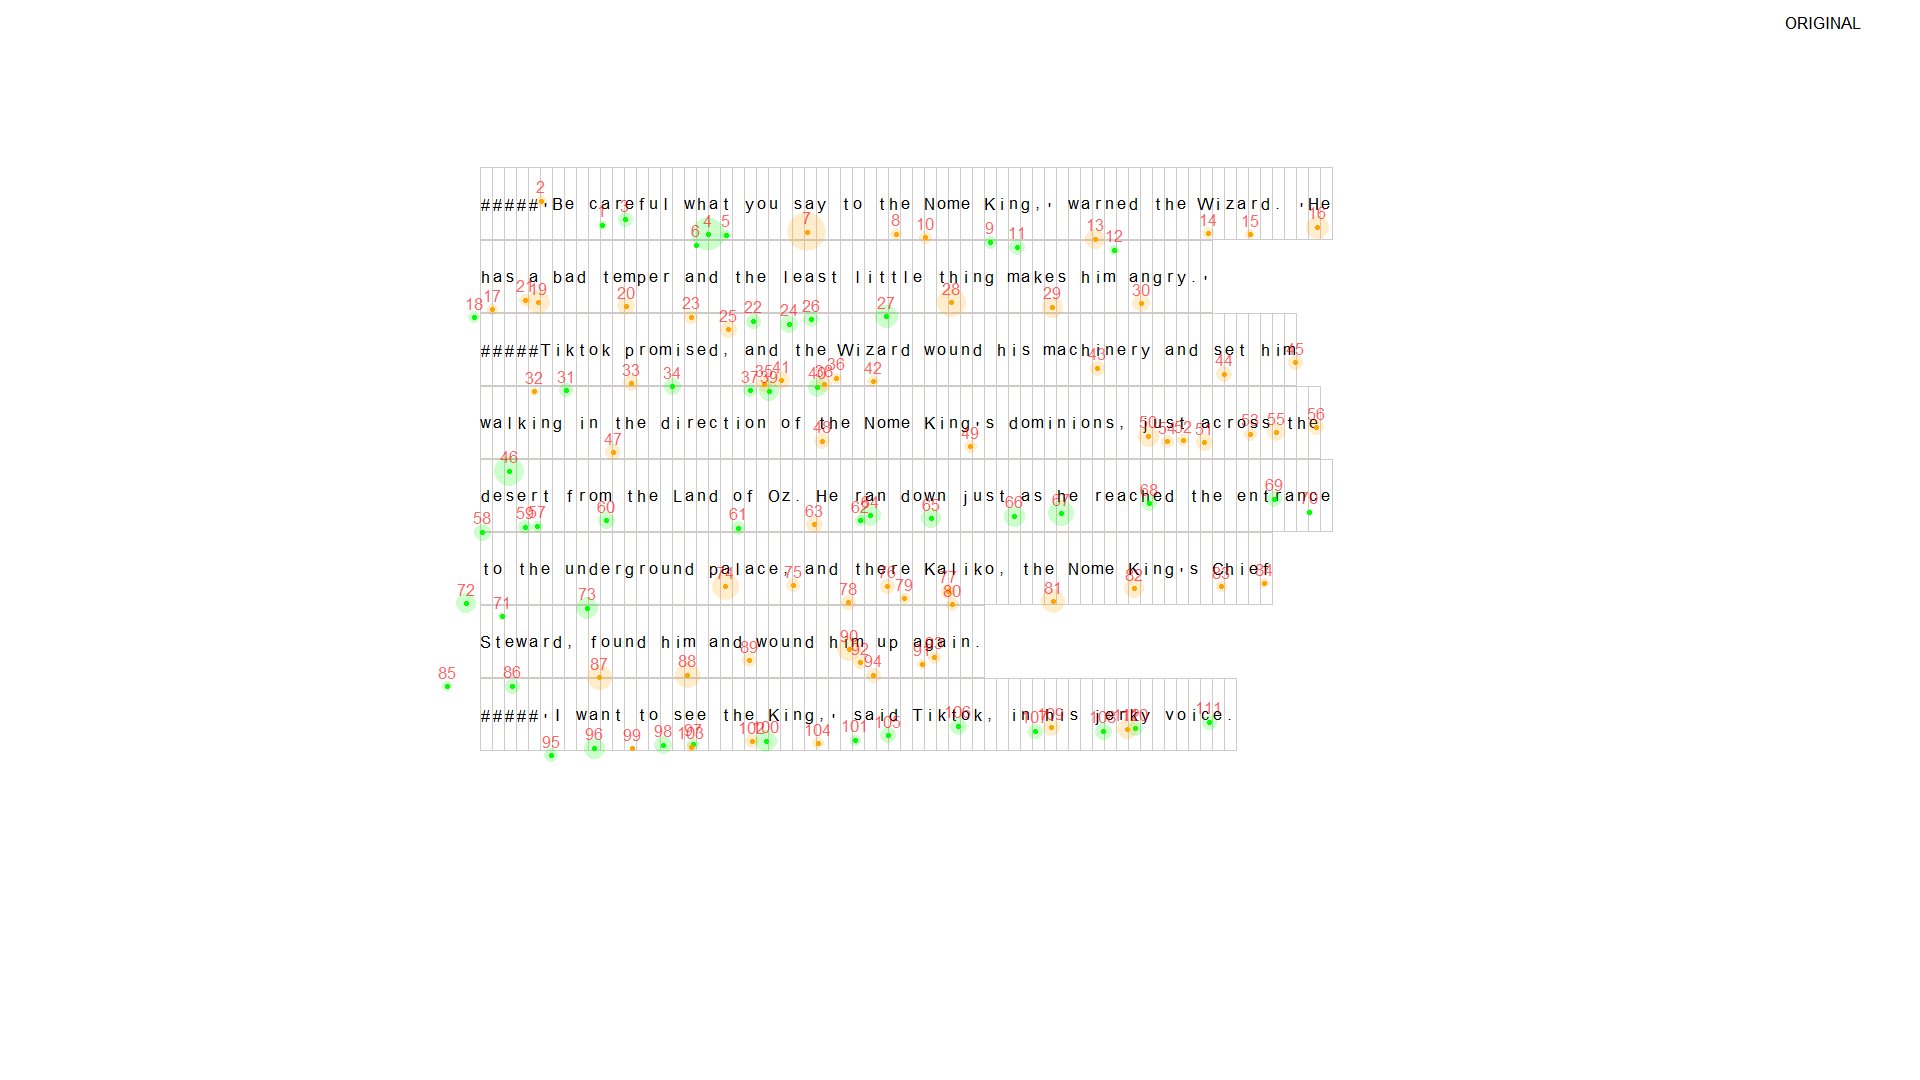 ORIGINAL
#####'Be careful what you say to the Nome King,' warned the Wizard. 'He
has a bad temper and the least little thing makes him angry.'
#####Tiktok promised, and the Wizard wound his machinery and set him
walking in the direction of the Nome King's dominions, just across the
desert from the Land of Oz. He ran down just as he reached the entrance
to the underground palace, and there Kaliko, the Nome King's Chief
Steward, found him and wound him up again.
#####'I want to see the King,' said Tiktok, in his jerky voice.